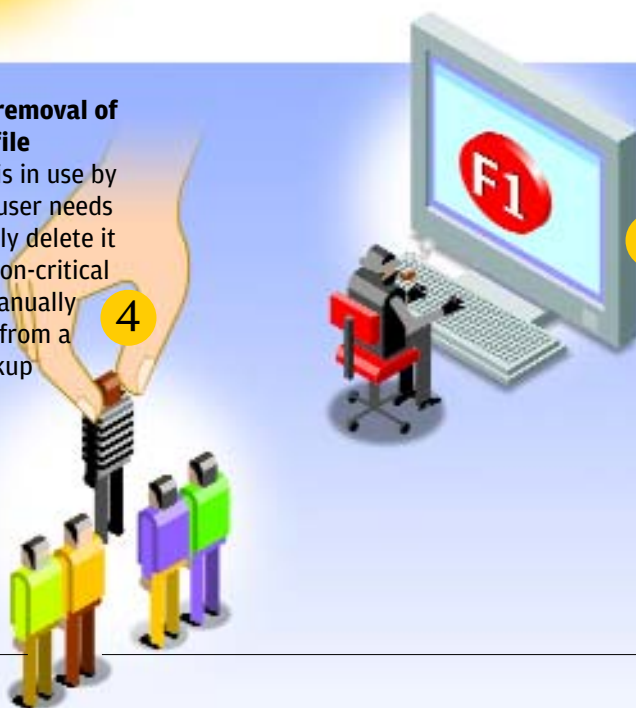 removal of
file
is in use by
user needs
ly delete it
on-critical
anually
from a
kup
4
F1